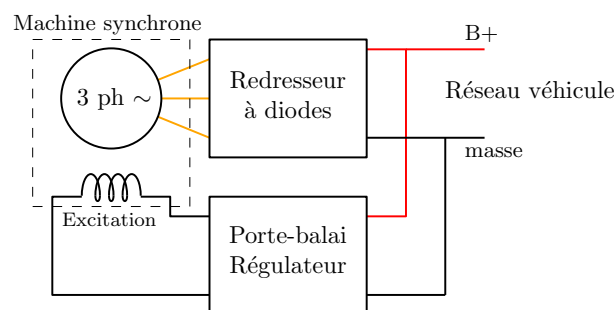 Machine synchrone
3 ph ~
Redresseur
à diodes
B+
Réseau véhicule
masse
Excitation
Porte-balai
Régulateur